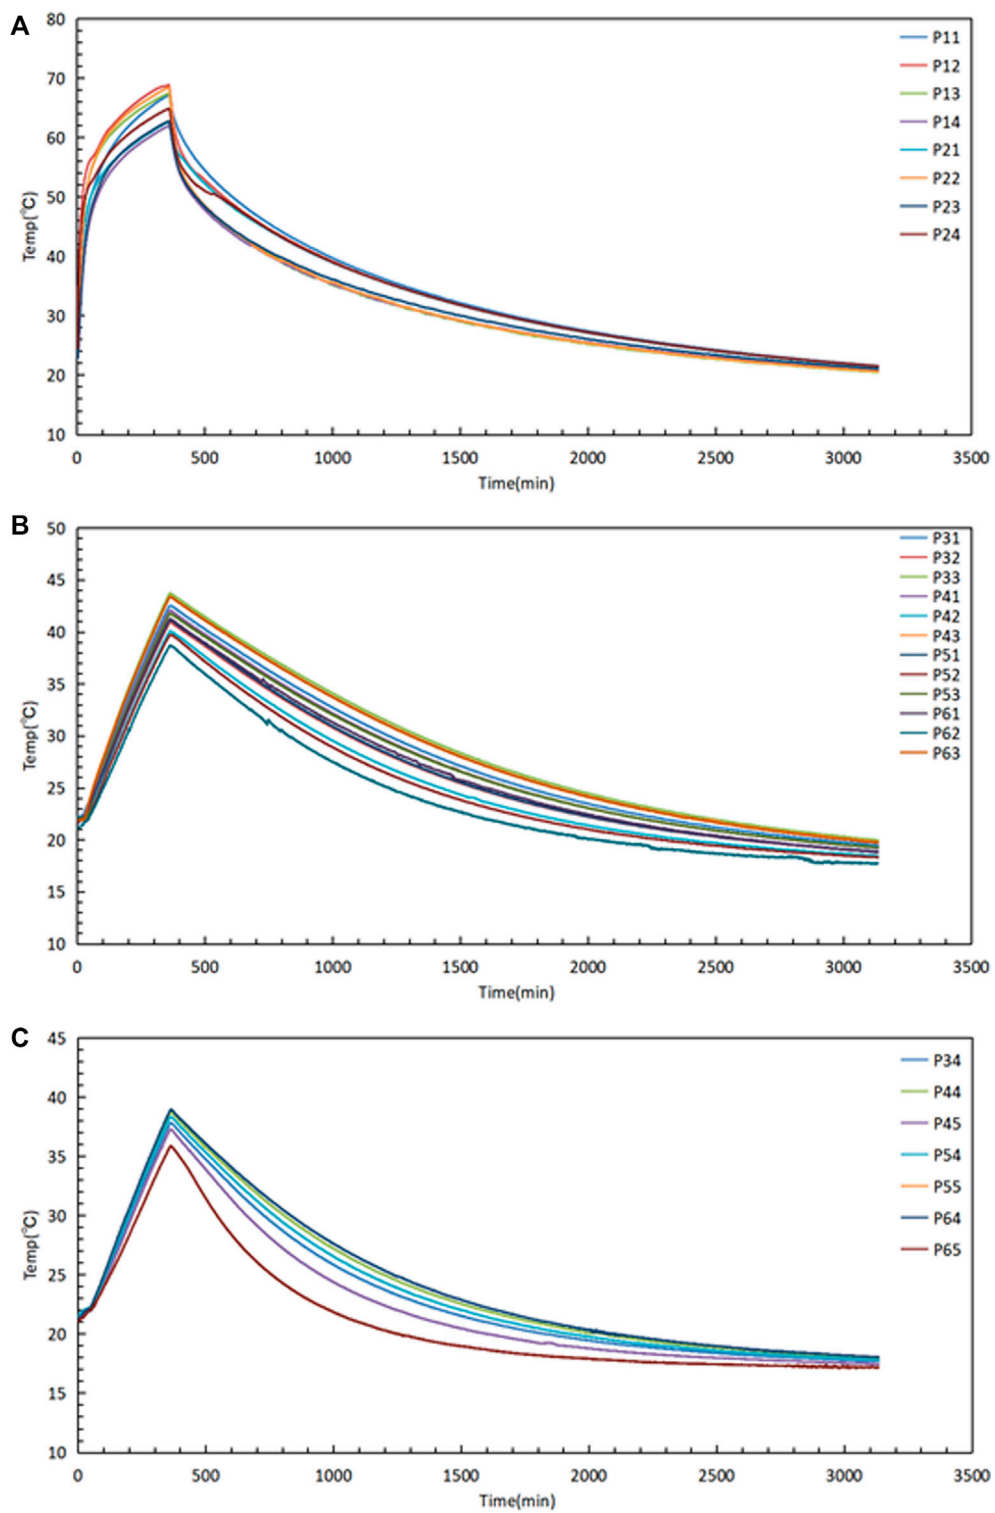 A
80
70
60
50
40
30
20
10
Temp(°C)
0 500 1000 1500 2000 2500 3000 3500
Time(min)
P11
P12
P13
P14
P21
P22
P23
P24
B
50
45
40
35
30
25
20
15
10
Temp(°C)
0 500 1000 1500 2000 2500 3000 3500
Time(min)
P31
P32
P33
P41
P42
P43
P51
P52
P53
P61
P62
P63
C
45
40
35
30
25
20
15
10
Temp(°C)
0 500 1000 1500 2000 2500 3000 3500
Time(min)
P34
P44
P45
P54
P55
P64
P65